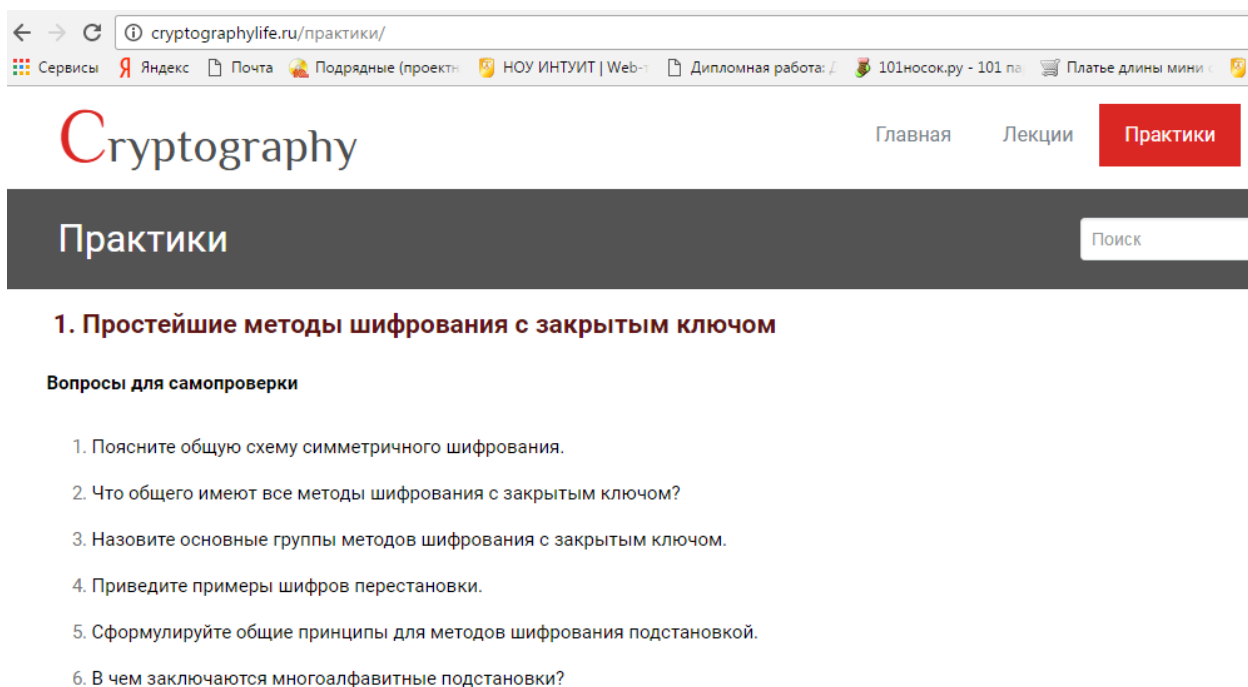 cryptographylife.ru/практики/
Сервисы Яндекс Почта Подрядные (проектн НОУ ИНТУИТ | Web-т Дипломная работа: Д 101носок.ру - 101 па Платье длины мини с
Cryptography
Главная Лекции Практики
Практики
Поиск
1. Простейшие методы шифрования с закрытым ключом
Вопросы для самопроверки
1. Поясните общую схему симметричного шифрования.
2. Что общего имеют все методы шифрования с закрытым ключом?
3. Назовите основные группы методов шифрования с закрытым ключом.
4. Приведите примеры шифров перестановки.
5. Сформулируйте общие принципы для методов шифрования подстановкой.
6. В чем заключаются многоалфавитные подстановки?